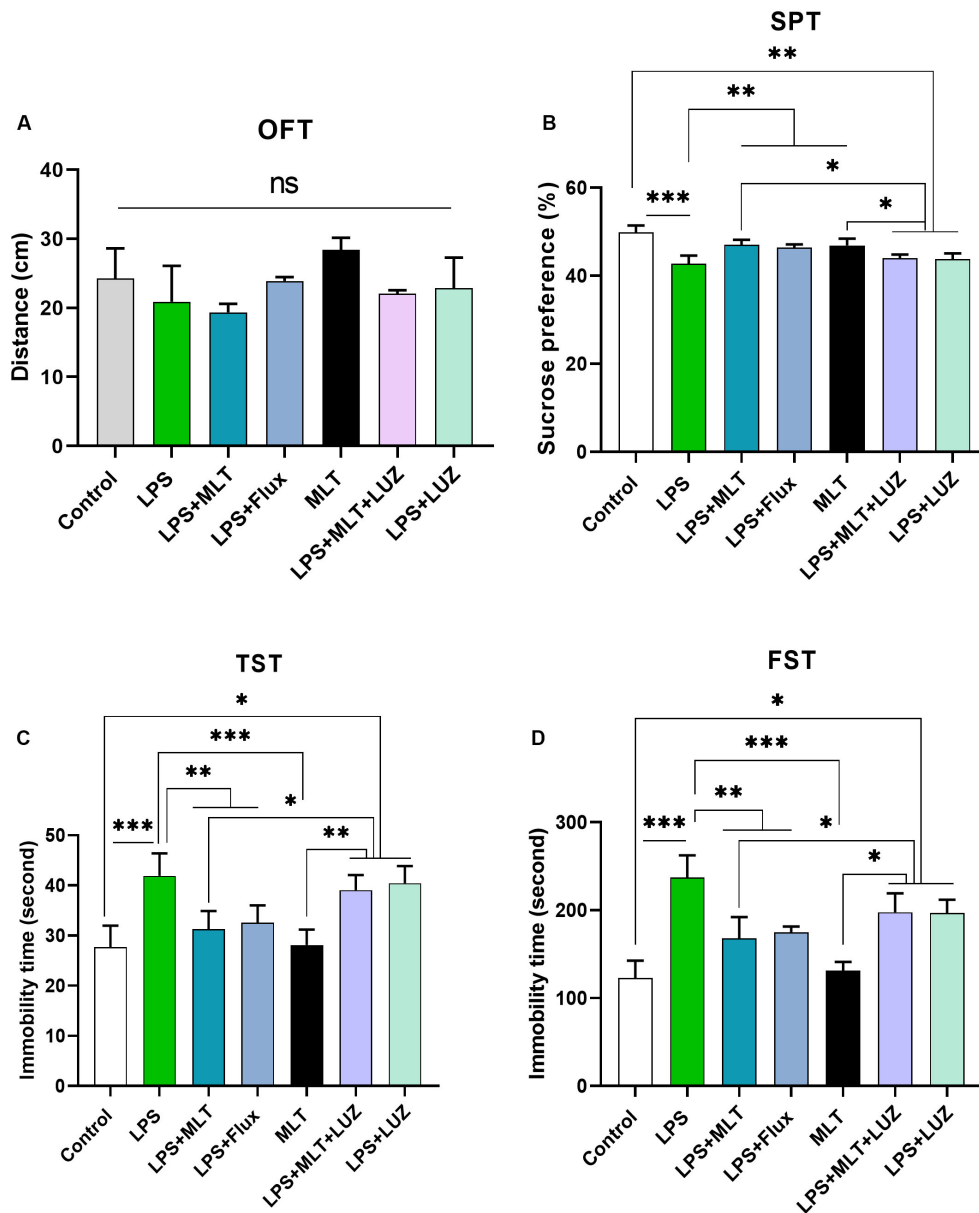 A
OFT
ns
Distance (cm)
40
30
20
10
0
Control
LPS
LPS+MLT
LPS+Flux
MLT
LPS+MLT+LUZ
LPS+LUZ
B
SPT
**
**
*
*
***
Sucrose preference (%)
60
40
20
0
Control
LPS
LPS+MLT
LPS+Flux
MLT
LPS+MLT+LUZ
LPS+LUZ
C
TST
*
***
**
*
***
**
Immobility time (second)
50
40
30
20
10
0
Control
LPS
LPS+MLT
LPS+Flux
MLT
LPS+MLT+LUZ
LPS+LUZ
D
FST
*
***
**
***
*
*
Immobility time (second)
300
200
100
0
Control
LPS
LPS+MLT
LPS+Flux
MLT
LPS+MLT+LUZ
LPS+LUZ